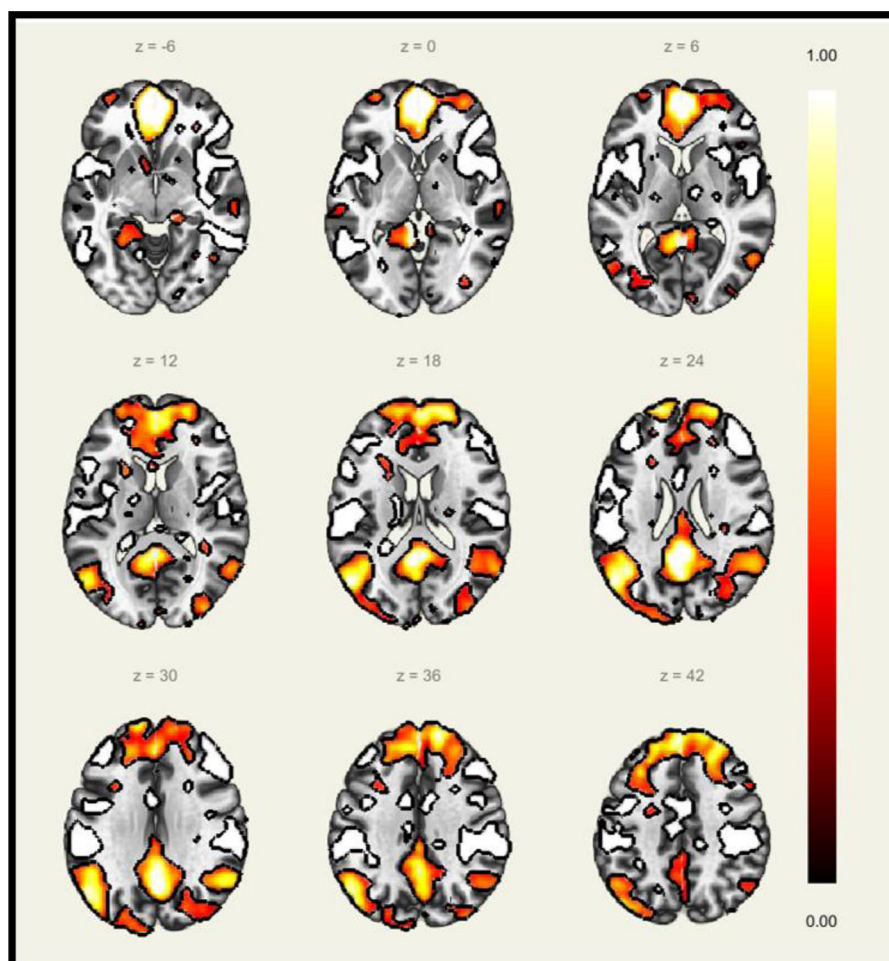 z = -6
z = 0
z = 6
1.00
z = 12
z = 18
z = 24
z = 30
z = 36
z = 42
0.00